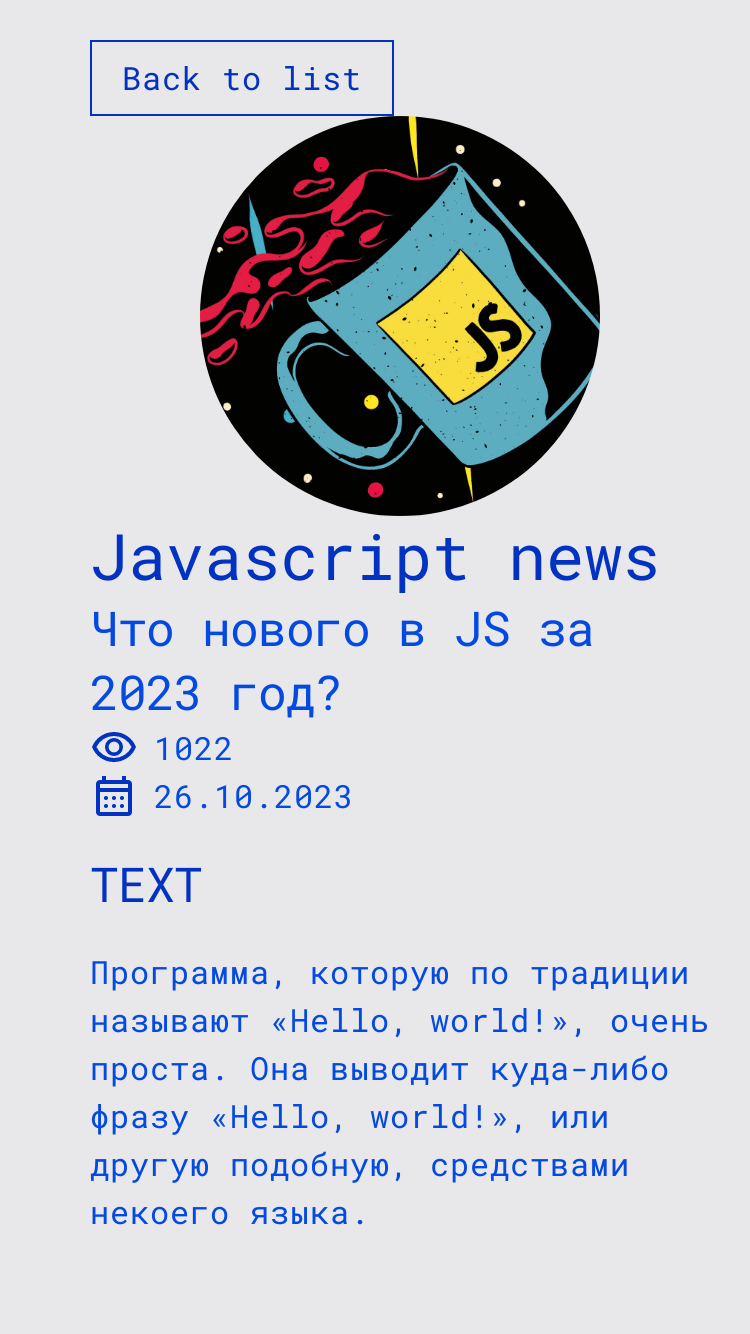 Back to list
JS
Javascript news
Что нового в JS за
2023 год?
1022
26.10.2023
TEXT
Программа, которую по традиции
называют «Hello, world!», очень
проста. Она выводит куда-либо
фразу «Hello, world!», или
другую подобную, средствами
некоего языка.